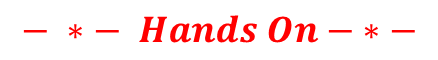 − ∗ − Hands On − ∗ −